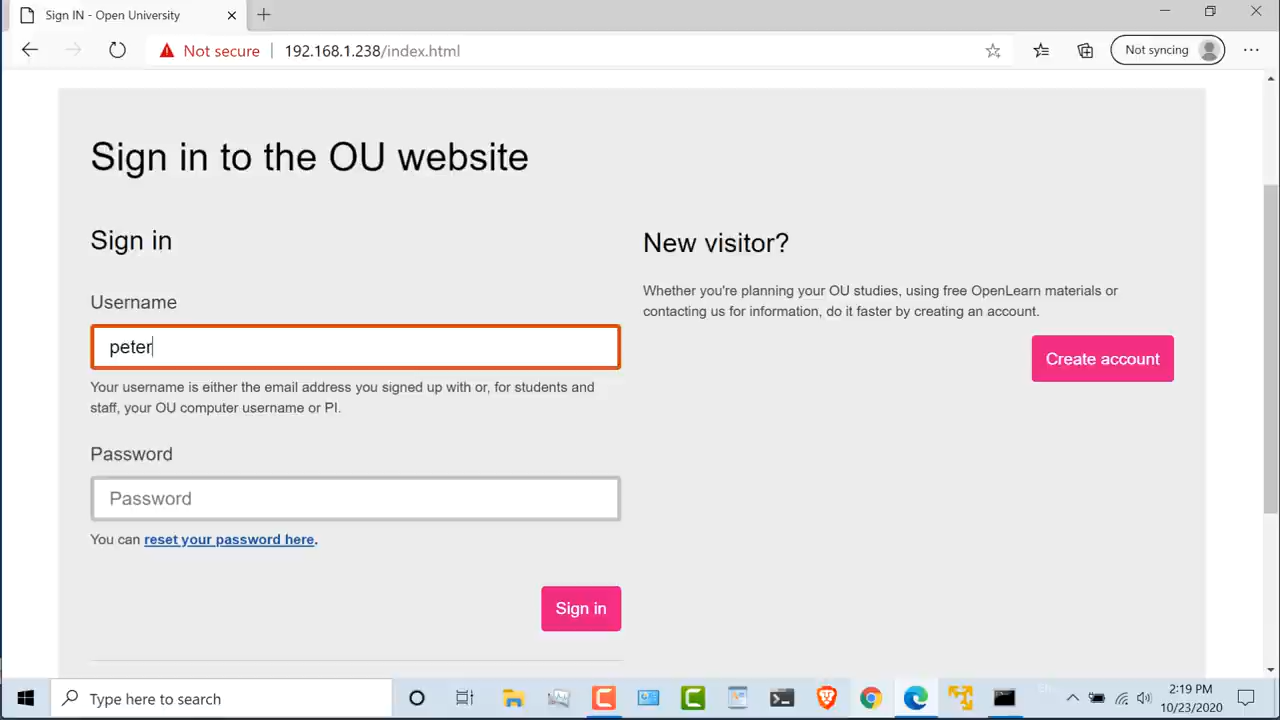 Sign IN - Open University
Not secure
192.168.1.238/index.html
Not syncing
Sign in to the OU website
Sign in
Username
peter
Your username is either the email address you signed up with or, for students and
staff, your OU computer username or PI.
Password
Password
You can reset your password here.
Sign in
New visitor?
Whether you're planning your OU studies, using free OpenLearn materials or
contacting us for information, do it faster by creating an account.
Create account
Type here to search
2:19 PM
10/23/2020